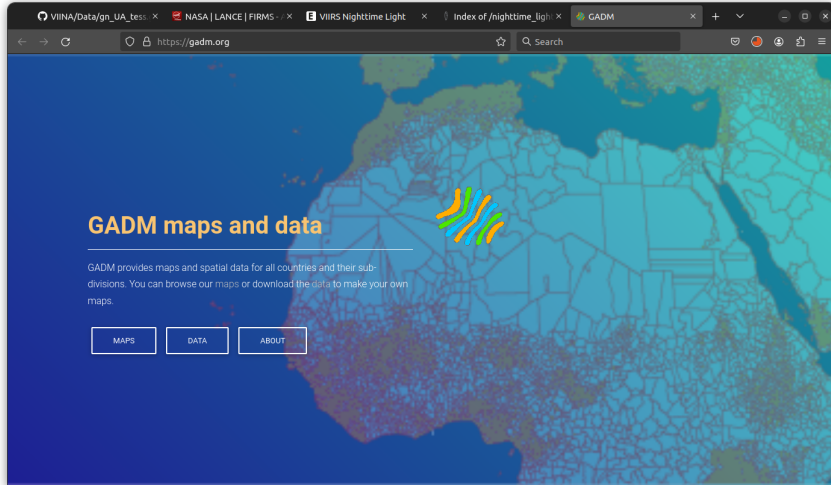 VIINA/Data/gn_UA_tess
NASA | LANCE | FIRMS
VIIRS Nighttime Light
Index of /nighttime_light
GADM
https://gadm.org
Search
GADM maps and data
GADM provides maps and spatial data for all countries and their sub-
divisions. You can browse our maps or download the data to make your own
maps.
MAPS
DATA
ABOUT